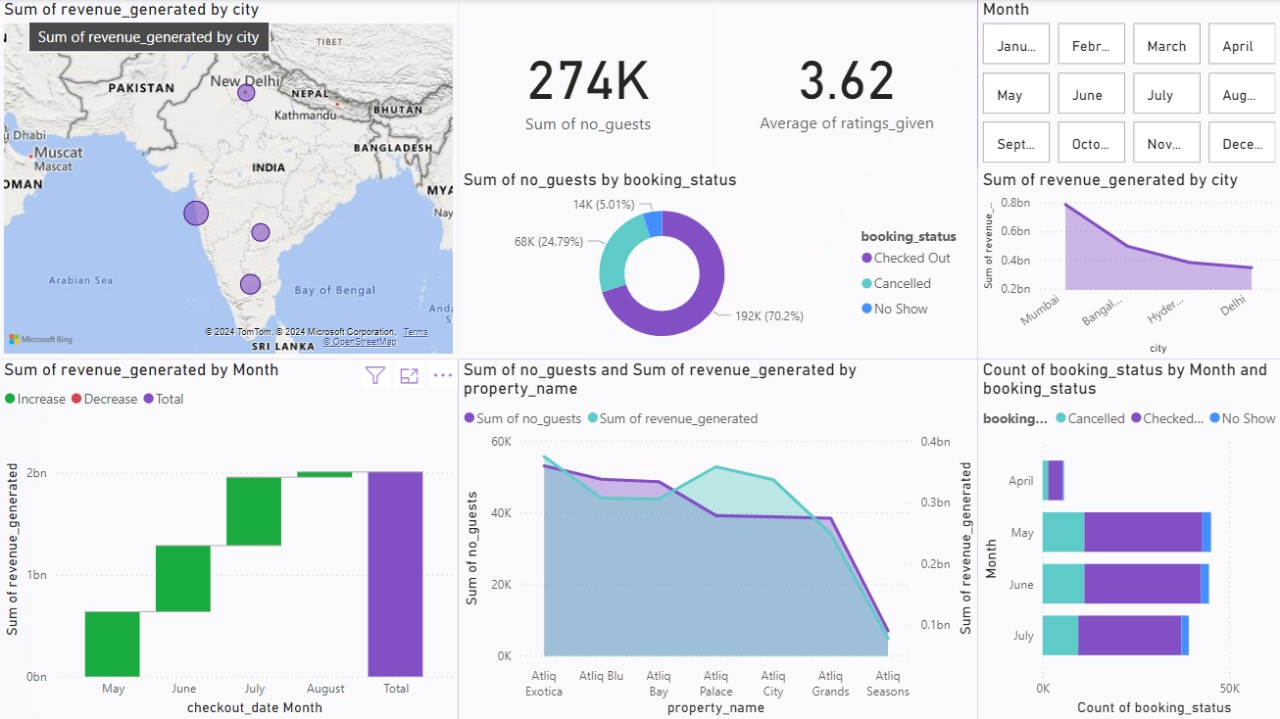 Sum of revenue_generated by city
Sum of revenue_generated by city
TIBET
New Delhi
PAKISTAN
NEPAL
Kathmandu
BHUTAN
u Dhabi
Muscat
Mascat
OMAN
BANGLADESH
INDIA
MYA
Nay
Arabian Sea
Bay of Bengal
Anda
Sea
© 2024 TomTom, © 2024 Microsoft Corporation, Terms
© OpenStreetMap
Microsoft Bing
SRI LANKA
274K
Sum of no_guests
3.62
Average of ratings_given
Month
Janu...
Febr...
March
April
May
June
July
Aug...
Sept...
Octo...
Nov...
Dece...
Sum of no_guests by booking_status
14K (5.01%)
68K (24.79%)
192K (70.2%)
booking_status
Checked Out
Cancelled
No Show
Sum of revenue_generated by city
Sum of revenue_...
0.8bn
0.6bn
0.4bn
0.2bn
Mumbai
Bangal...
Hyder...
Delhi
city
Sum of revenue_generated by Month
Increase Decrease Total
Sum of revenue_generated
2bn
1bn
0bn
May June July August Total
checkout_date Month
Sum of no_guests and Sum of revenue_generated by
property_name
Sum of no_guests Sum of revenue_generated
Sum of no_guests
60K
40K
20K
0K
0.4bn
0.3bn
0.2bn
0.1bn
Sum of revenue_generated
Atliq Exotica
Atliq Blu
Atliq Bay
Atliq Palace
Atliq City
Atliq Grands
Atliq Seasons
property_name
Count of booking_status by Month and
booking_status
booking... Cancelled Checked... No Show
Month
April
May
June
July
0K 50K
Count of booking_status